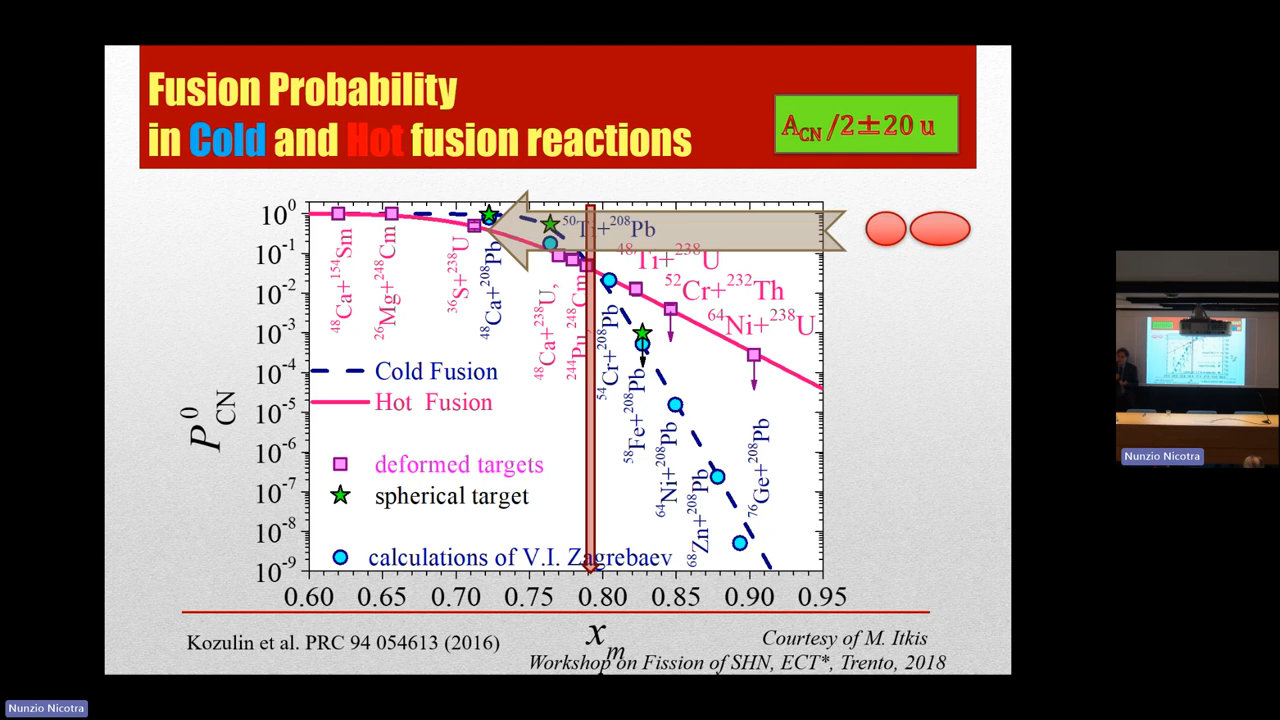 Fusion Probability
in Cold and Hot fusion reactions
A_CN /2±20 u
10^0
10^-1
10^-2
10^-3
10^-4
10^-5
10^-6
10^-7
10^-8
10^-9
P^0_CN
^48Ca+^154Sm
^26Mg+^248Cm
^36S+^238U
^48Ca+^208Pb
^50Ti+^208Pb
^48Ca+^238U,
^244Pu, ^248Cm
^48Ti+^238U
^52Cr+^232Th
^64Ni+^238U
^54Cr+^208Pb
^58Fe+^208Pb
^64Ni+^208Pb
^68Zn+^208Pb
^76Ge+^208Pb
Cold Fusion
Hot Fusion
deformed targets
spherical target
calculations of V.I. Zagrebaev
0.60 0.65 0.70 0.75 0.80 0.85 0.90 0.95
x_m
Kozulin et al. PRC 94 054613 (2016)
Courtesy of M. Itkis
Workshop on Fission of SHN, ECT*, Trento, 2018
Nunzio Nicotra
Nunzio Nicotra